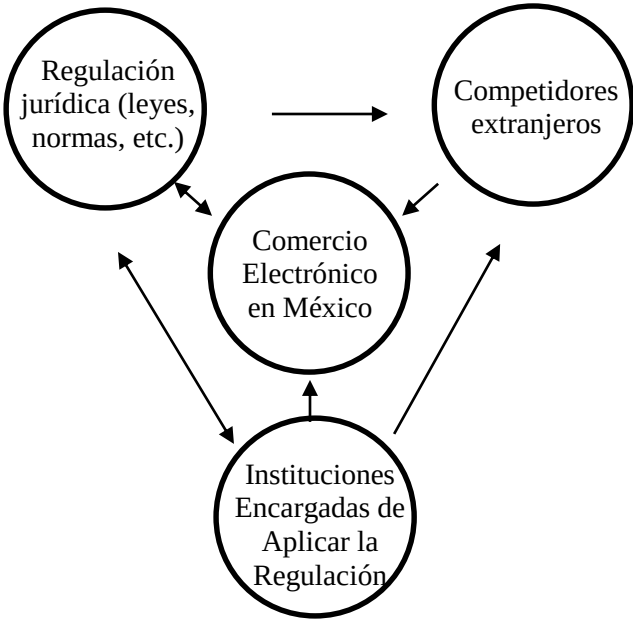 Regulación
jurídica (leyes,
normas, etc.)
Competidores
extranjeros
Comercio
Electrónico
en México
Instituciones
Encargadas de
Aplicar la
Regulación